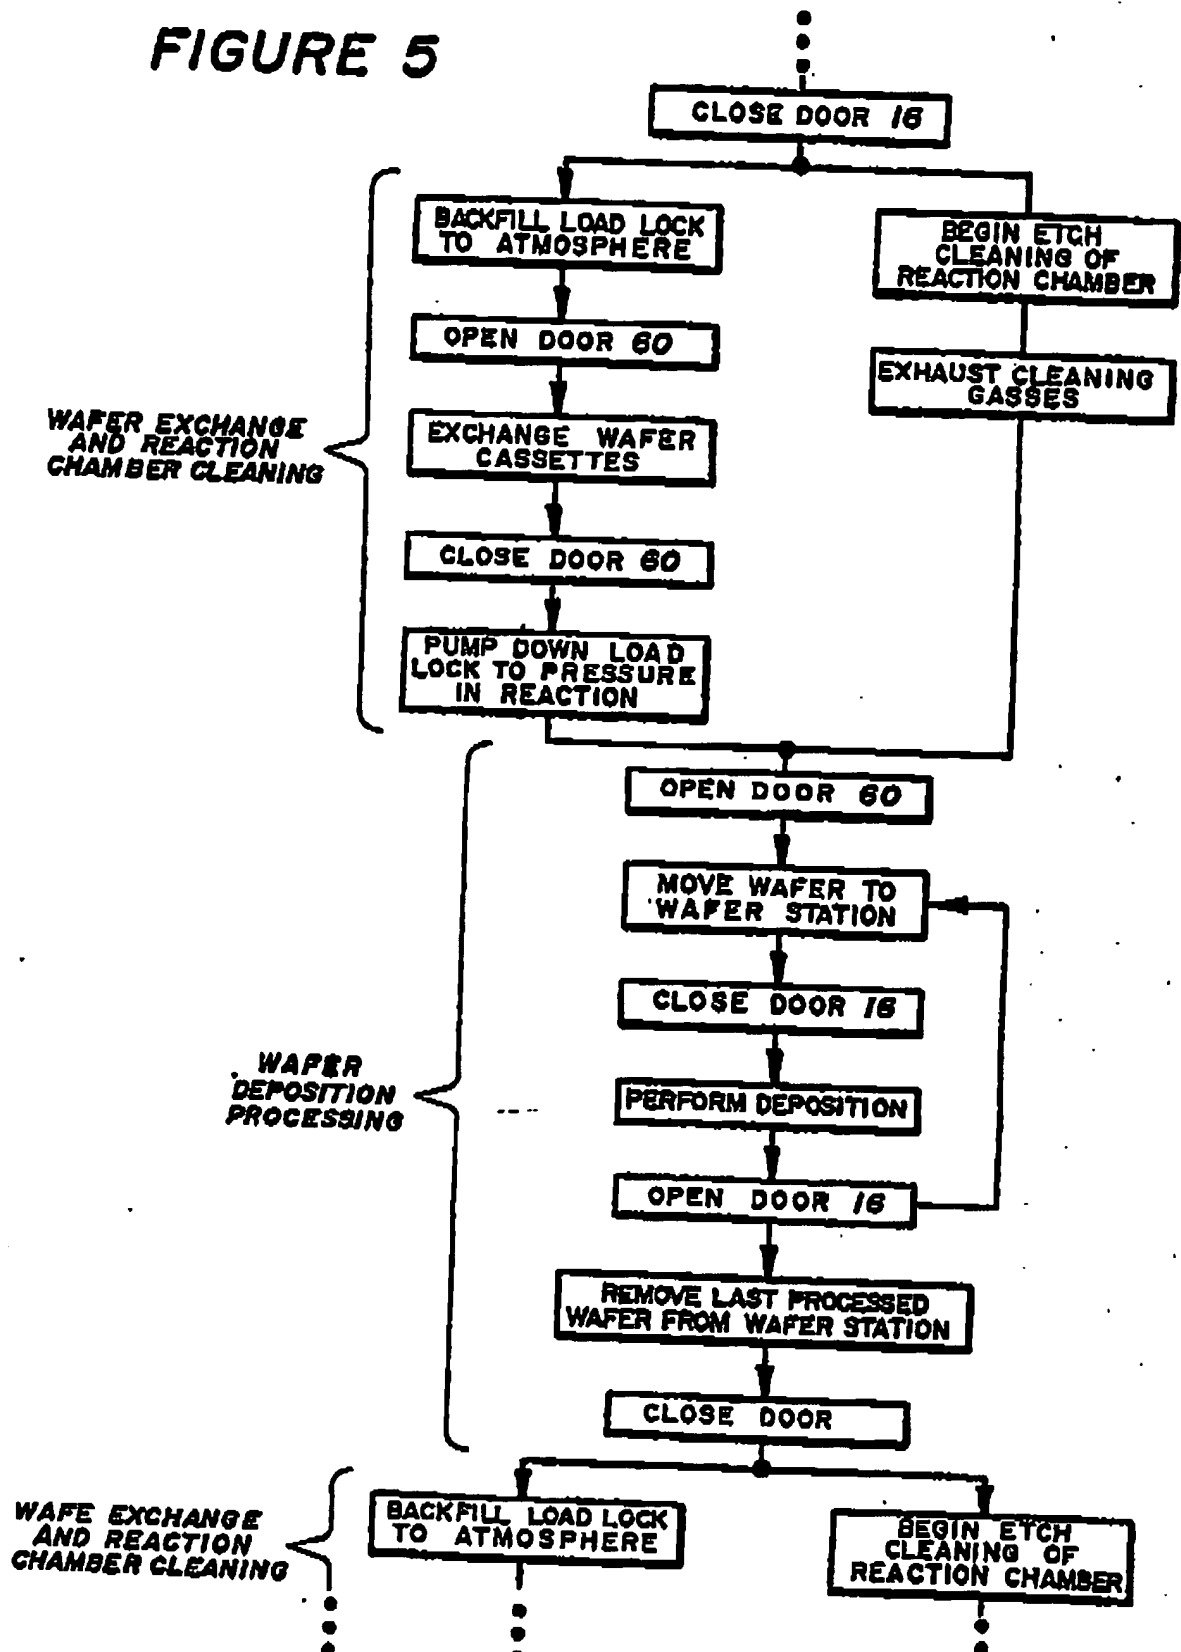 FIGURE 5
CLOSE DOOR 16
BACKFILL LOAD LOCK
TO ATMOSPHERE
OPEN DOOR 60
EXCHANGE WAFER
CASSETTES
CLOSE DOOR 60
PUMP DOWN LOAD
LOCK TO PRESSURE
IN REACTION
BEGIN ETCH
CLEANING OF
REACTION CHAMBER
EXHAUST CLEANING
GASSES
WAFER EXCHANGE
AND REACTION
CHAMBER CLEANING
OPEN DOOR 60
MOVE WAFER TO
WAFER STATION
CLOSE DOOR 16
PERFORM DEPOSITION
OPEN DOOR 16
REMOVE LAST PROCESSED
WAFER FROM WAFER STATION
CLOSE DOOR
WAFER
DEPOSITION
PROCESSING
WAFE EXCHANGE
AND REACTION
CHAMBER CLEANING
BACKFILL LOAD LOCK
TO ATMOSPHERE
BEGIN ETCH
CLEANING OF
REACTION CHAMBER